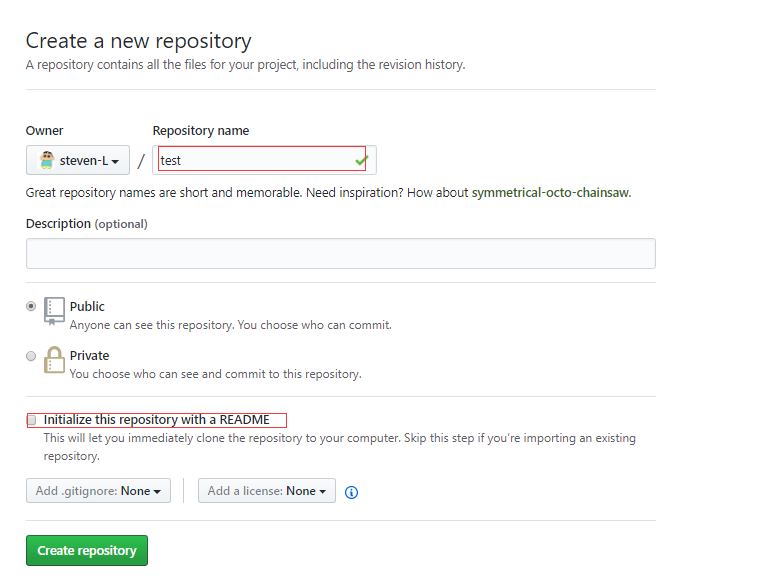 Create a new repository
A repository contains all the files for your project, including the revision history.
Owner
Repository name
steven-L
/
test
Great repository names are short and memorable. Need inspiration? How about symmetrical-octo-chainsaw.
Description (optional)
Public
Anyone can see this repository. You choose who can commit.
Private
You choose who can see and commit to this repository.
Initialize this repository with a README
This will let you immediately clone the repository to your computer. Skip this step if you're importing an existing
repository.
Add .gitignore: None
Add a license: None
Create repository